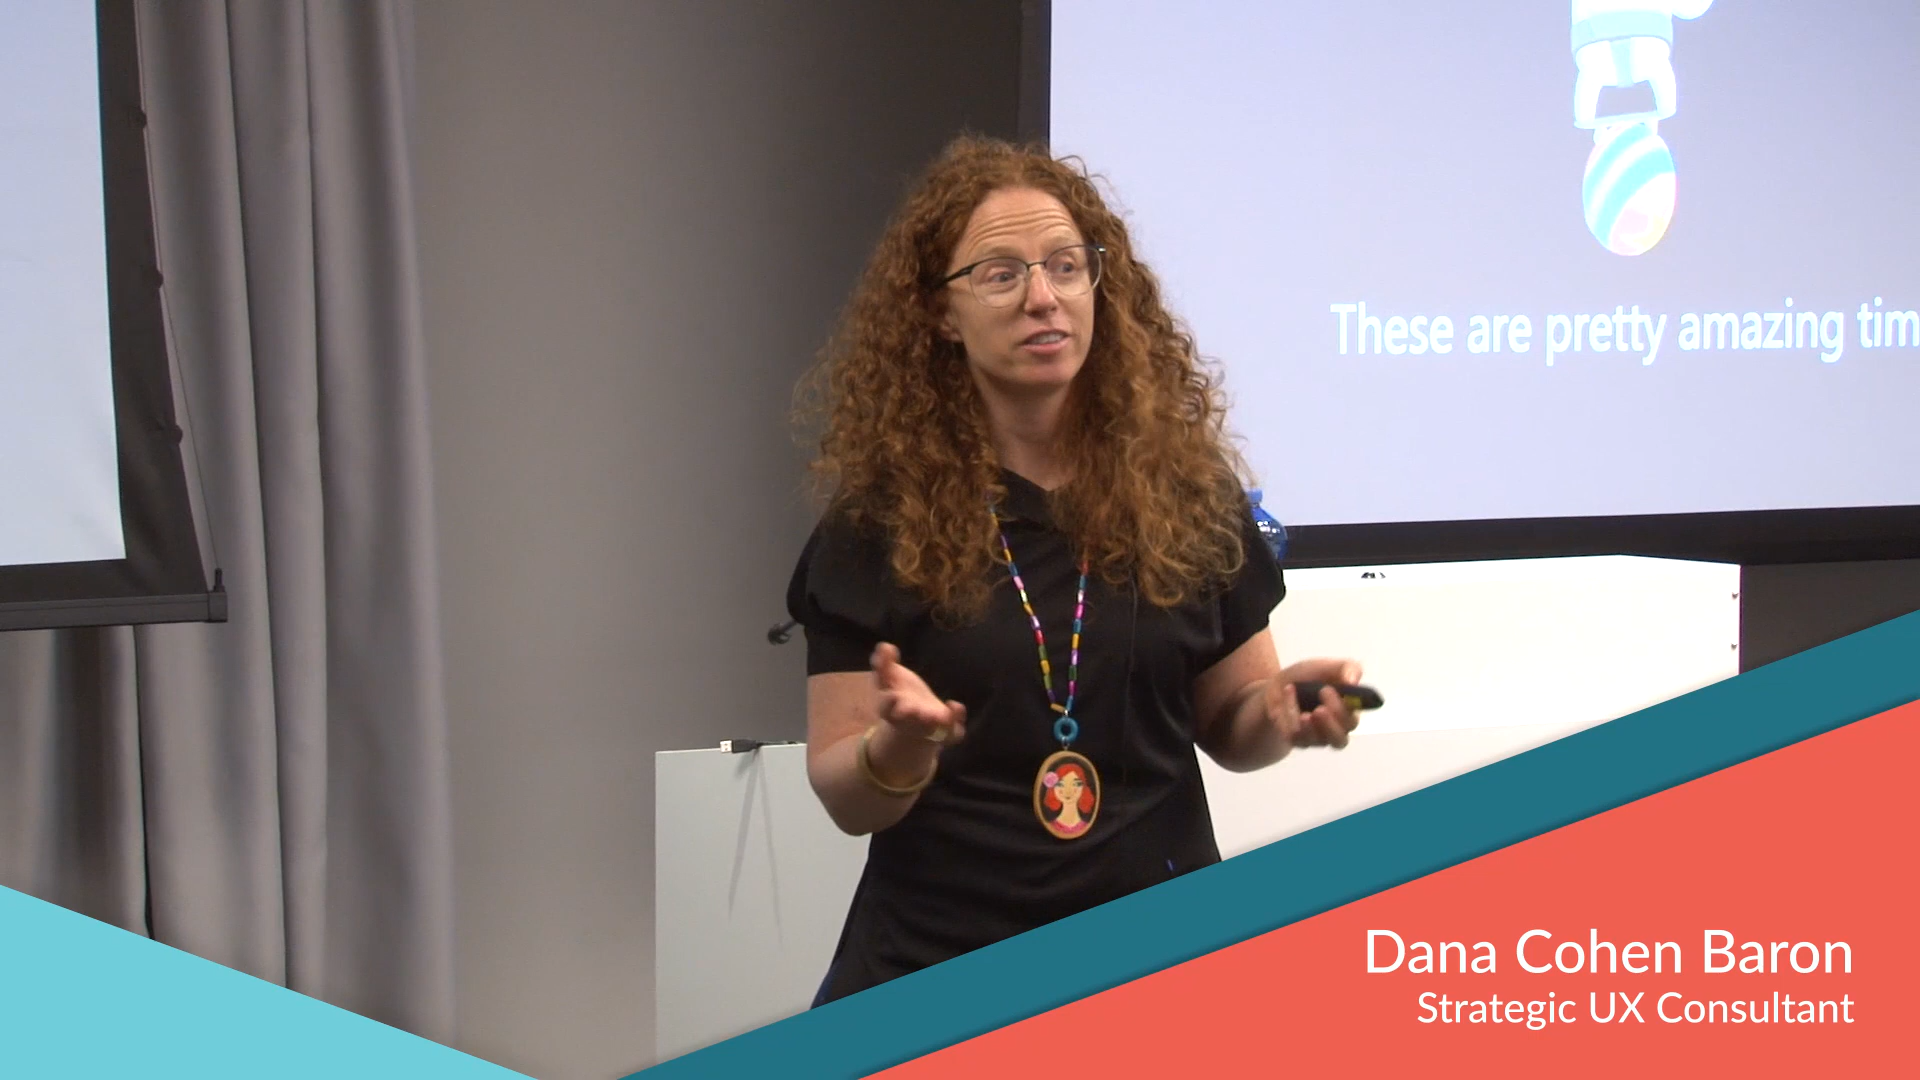 These are pretty amazing tim
Dana Cohen Baron
Strategic UX Consultant